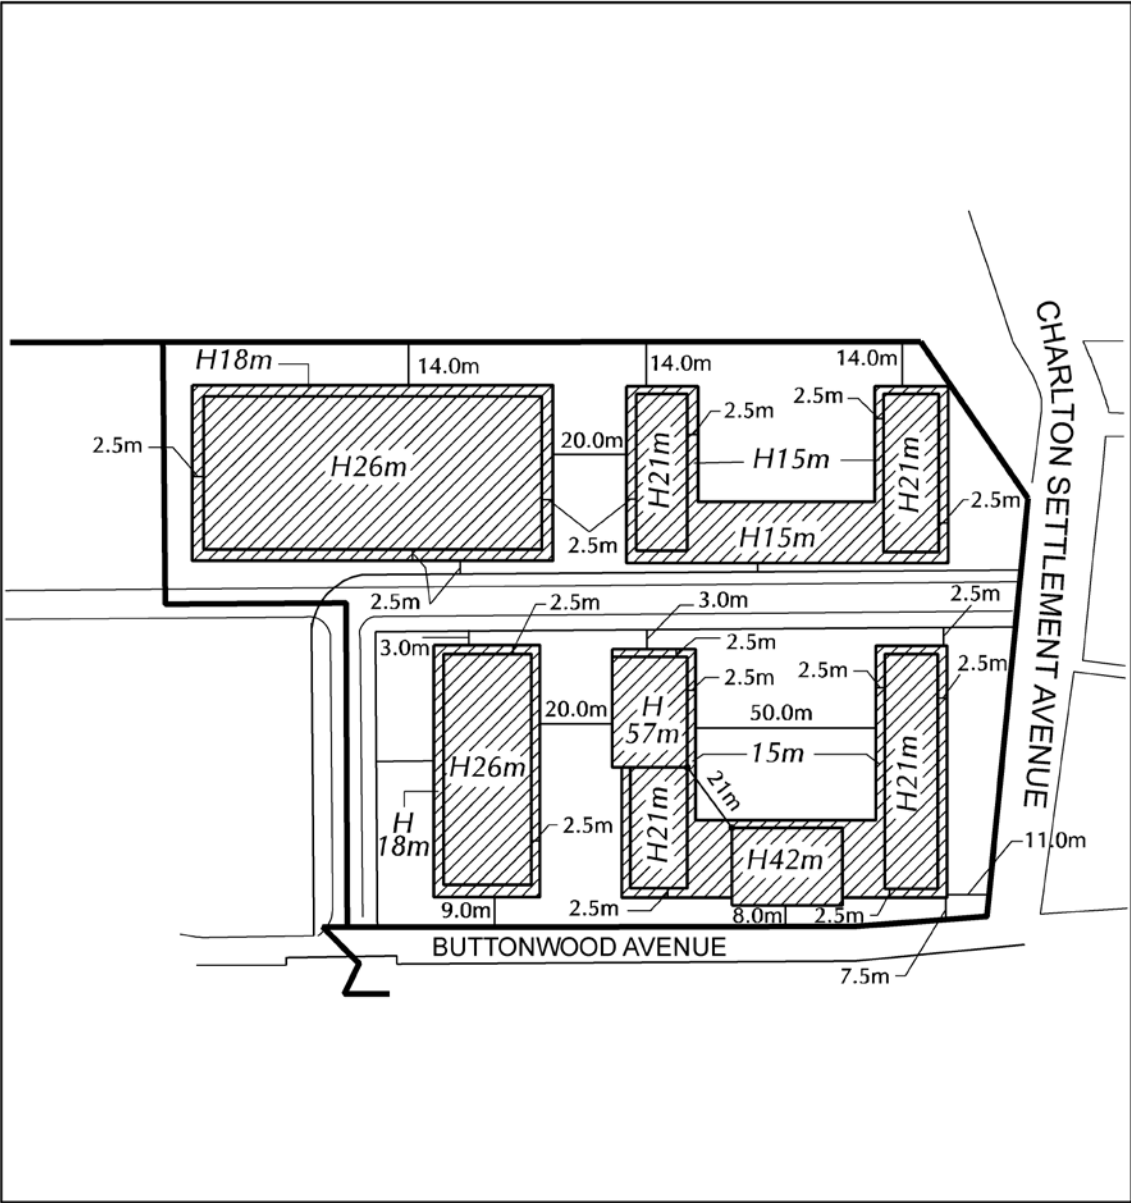 H18m
14.0m
14.0m
14.0m
2.5m
2.5m
2.5m
20.0m
H26m
H21m
H15m
H21m
2.5m
H15m
2.5m
2.5m
2.5m
3.0m
2.5m
3.0m
2.5m
2.5m
2.5m
2.5m
20.0m
H
57m
50.0m
15m
H26m
H21m
21m
H21m
H
18m
2.5m
H42m
11.0m
9.0m
2.5m
8.0m
2.5m
7.5m
BUTTONWOOD AVENUE
CHARLTON SETTLEMENT AVENUE